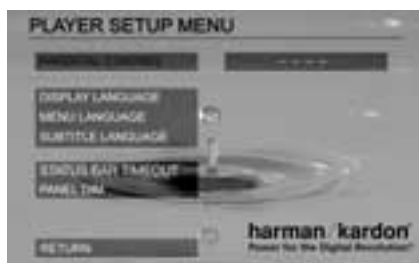 PLAYER SETUP MENU
PARENTAL CONTROL
– – – –
DISPLAY LANGUAGE
MENU LANGUAGE
SUBTITLE LANGUAGE
STATUS BAR TIMEOUT
PANEL DIM
RETURN
harman/kardon
Power for the Digital Revolution®